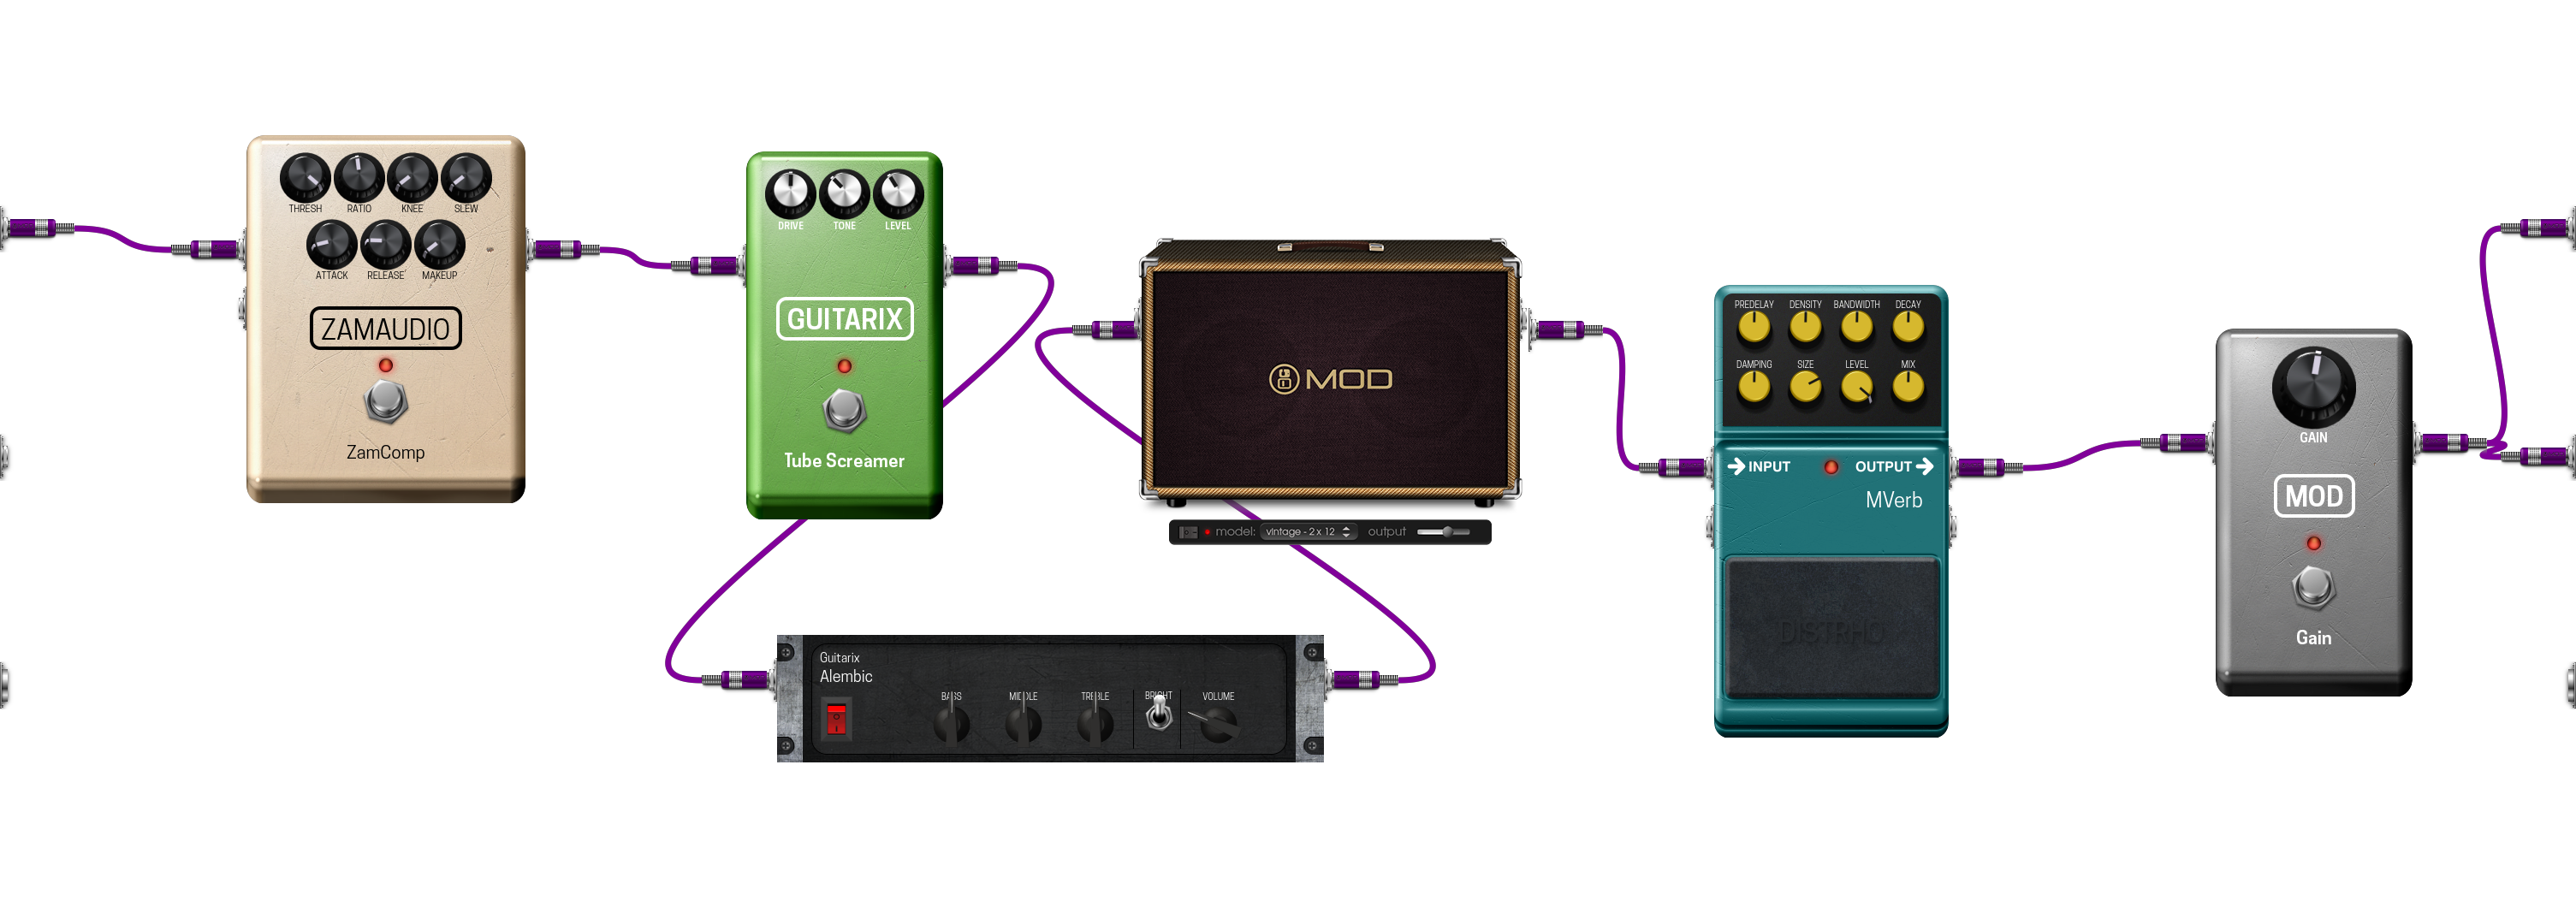 THRESH RATIO KNEE SLEW
ATTACK RELEASE MAKEUP
ZAMAUDIO
ZamComp
DRIVE TONE LEVEL
GUITARIX
Tube Screamer
Guitarix
Alembic
BASS MIDDLE TREBLE BRIGHT VOLUME
O
I
MOD
model: vintage - 2 x 12 output
PREDELAY DENSITY BANDWIDTH DECAY
DAMPING SIZE LEVEL MIX
INPUT OUTPUT
MVerb
DISTRHO
GAIN
MOD
Gain